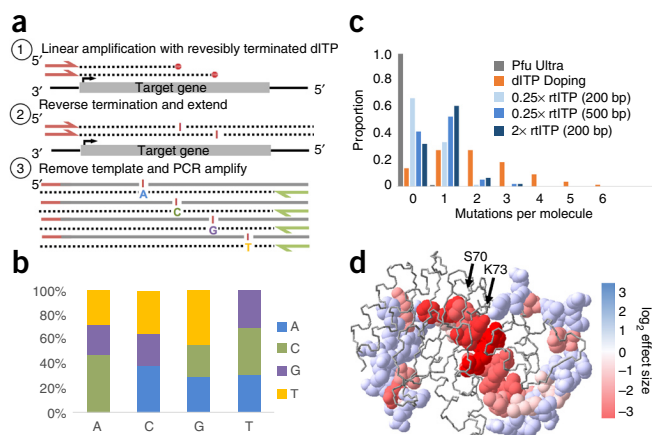 a
1 Linear amplification with revesibly terminated dITP
5′
3′ Target gene 5′
2 Reverse termination and extend
5′ I
I
3′ Target gene 5′
3 Remove template and PCR amplify
5′ I
A
I
C
I
G
I
T
b
100%
80%
60%
40%
20%
0%
A C G T
A
C
G
T
c
Proportion
1.0
0.8
0.6
0.4
0.2
0
0 1 2 3 4 5 6
Mutations per molecule
Pfu Ultra
dITP Doping
0.25× rtITP (200 bp)
0.25× rtITP (500 bp)
2× rtITP (200 bp)
d
S70
K73
3
2
1
0
–1
–2
–3
log2 effect size